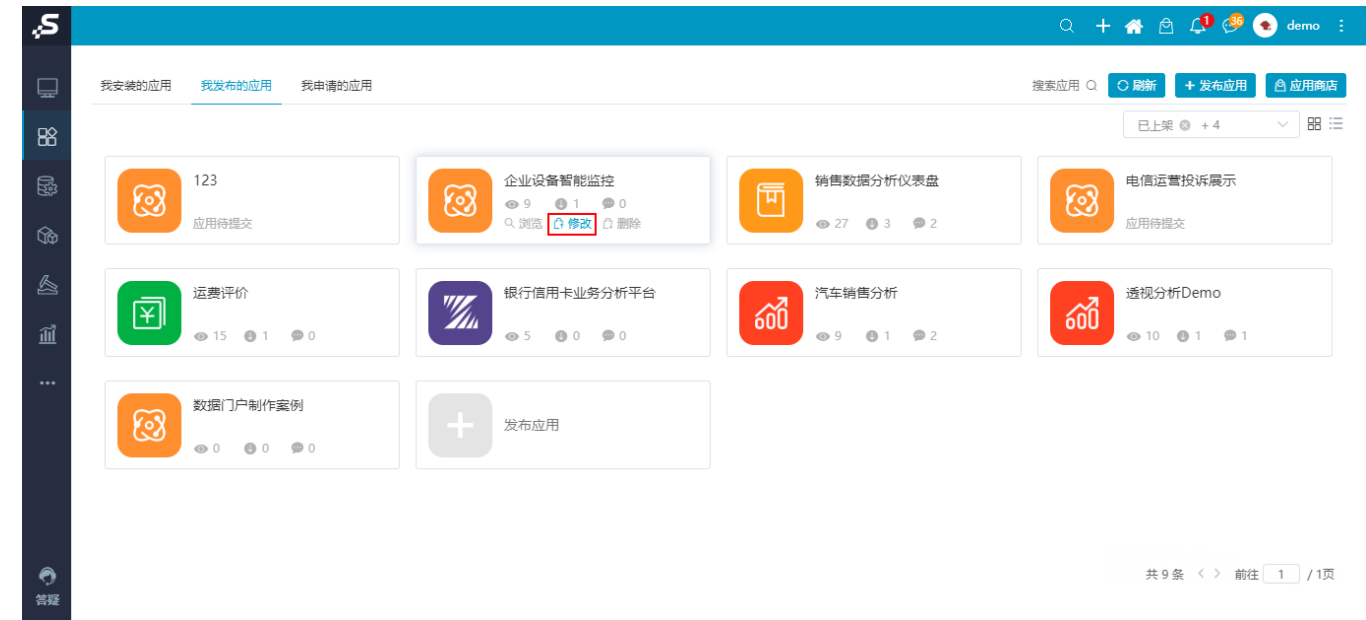 S
1
36
demo
我安装的应用 我发布的应用 我申请的应用
搜索应用 刷新 + 发布应用 应用商店
已上架 + 4
123
应用待提交
企业设备智能监控
9 1 0
浏览 修改 删除
销售数据分析仪表盘
27 3 2
电信运营投诉展示
应用待提交
运费评价
15 1 0
银行信用卡业务分析平台
5 0 0
汽车销售分析
9 1 2
透视分析Demo
10 1 1
数据门户制作案例
0 0 0
发布应用
共 9 条 < > 前往 1 / 1页
答疑